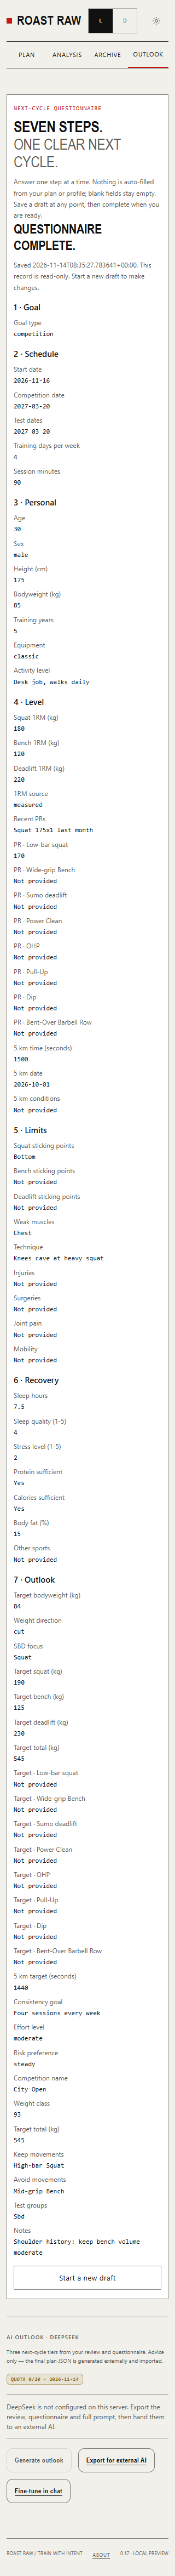 ROAST RAW
L
D
PLAN
ANALYSIS
ARCHIVE
OUTLOOK
NEXT-CYCLE QUESTIONNAIRE
SEVEN STEPS.
ONE CLEAR NEXT
CYCLE.
Answer one step at a time. Nothing is auto-filled
from your plan or profile; blank fields stay empty.
Save a draft at any point, then complete when you
are ready.
QUESTIONNAIRE
COMPLETE.
Saved 2026-11-14T08:35:27.783641+00:00. This
record is read-only. Start a new draft to make
changes.
1 · Goal
Goal type
competition
2 · Schedule
Start date
2026-11-16
Competition date
2027-03-20
Test dates
2027 03 20
Training days per week
4
Session minutes
90
3 · Personal
Age
30
Sex
male
Height (cm)
175
Bodyweight (kg)
85
Training years
5
Equipment
classic
Activity level
Desk job, walks daily
4 · Level
Squat 1RM (kg)
180
Bench 1RM (kg)
120
Deadlift 1RM (kg)
220
1RM source
measured
Recent PRs
Squat 175x1 last month
PR · Low-bar squat
170
PR · Wide-grip Bench
Not provided
PR · Sumo deadlift
Not provided
PR · Power Clean
Not provided
PR · OHP
Not provided
PR · Pull-Up
Not provided
PR · Dip
Not provided
PR · Bent-Over Barbell Row
Not provided
5 km time (seconds)
1500
5 km date
2026-10-01
5 km conditions
Not provided
5 · Limits
Squat sticking points
Bottom
Bench sticking points
Not provided
Deadlift sticking points
Not provided
Weak muscles
Chest
Technique
Knees cave at heavy squat
Injuries
Not provided
Surgeries
Not provided
Joint pain
Not provided
Mobility
Not provided
6 · Recovery
Sleep hours
7.5
Sleep quality (1-5)
4
Stress level (1-5)
2
Protein sufficient
Yes
Calories sufficient
Yes
Body fat (%)
15
Other sports
Not provided
7 · Outlook
Target bodyweight (kg)
84
Weight direction
cut
SBD focus
Squat
Target squat (kg)
190
Target bench (kg)
125
Target deadlift (kg)
230
Target total (kg)
545
Target · Low-bar squat
Not provided
Target · Wide-grip Bench
Not provided
Target · Sumo deadlift
Not provided
Target · Power Clean
Not provided
Target · OHP
Not provided
Target · Pull-Up
Not provided
Target · Dip
Not provided
Target · Bent-Over Barbell Row
Not provided
5 km target (seconds)
1440
Consistency goal
Four sessions every week
Effort level
moderate
Risk preference
steady
Competition name
City Open
Weight class
93
Target total (kg)
545
Keep movements
High-bar Squat
Avoid movements
Mid-grip Bench
Test groups
Sbd
Notes
Shoulder history: keep bench volume
moderate
Start a new draft
AI OUTLOOK · DEEPSEEK
Three next-cycle tiers from your review and questionnaire. Advice
only — the final plan JSON is generated externally and imported.
QUOTA 0/20 · 2026-11-14
DeepSeek is not configured on this server. Export the
review, questionnaire and full prompt, then hand them
to an external AI.
Generate outlook
Export for external AI
Fine-tune in chat
ROAST RAW / TRAIN WITH INTENT
ABOUT
0.17 · LOCAL PREVIEW